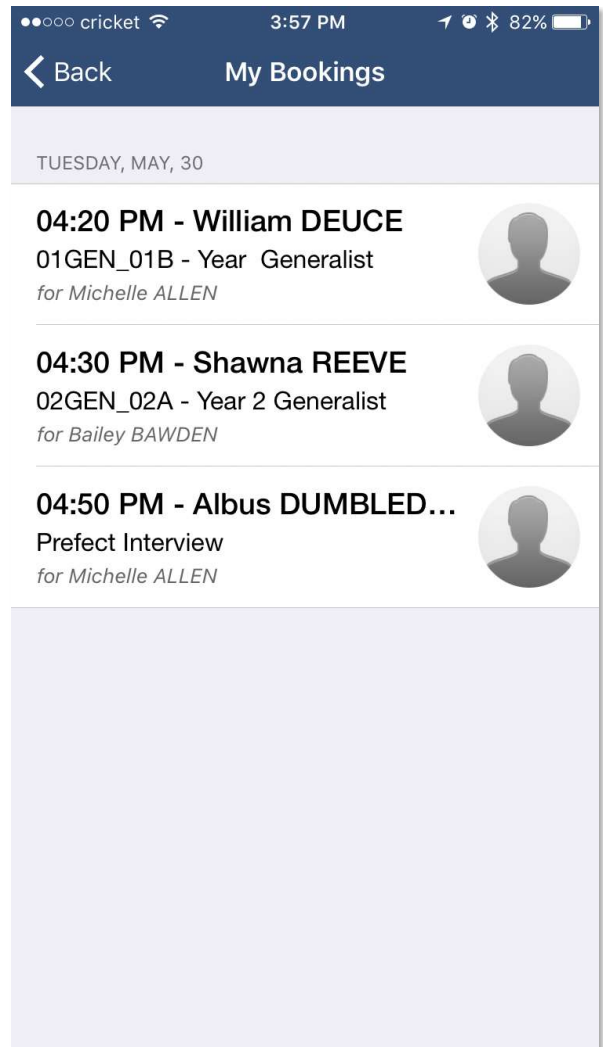 cricket 3:57 PM 82%
Back My Bookings
TUESDAY, MAY, 30
04:20 PM - William DEUCE
01GEN_01B - Year  Generalist
for Michelle ALLEN
04:30 PM - Shawna REEVE
02GEN_02A - Year 2 Generalist
for Bailey BAWDEN
04:50 PM - Albus DUMBLED...
Prefect Interview
for Michelle ALLEN